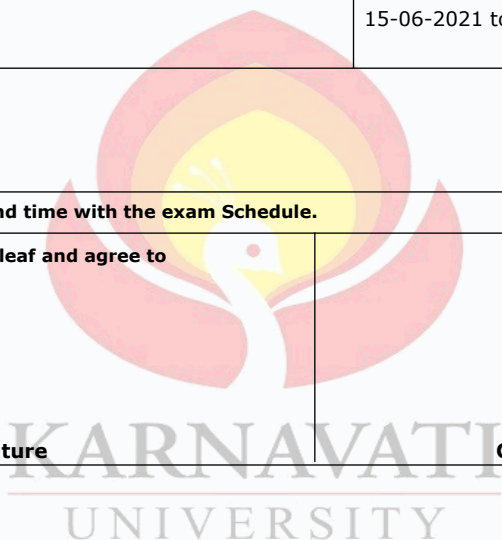 15-06-2021 to
nd time with the exam Schedule.
leaf and agree to
ture
KARNAVATI
UNIVERSITY